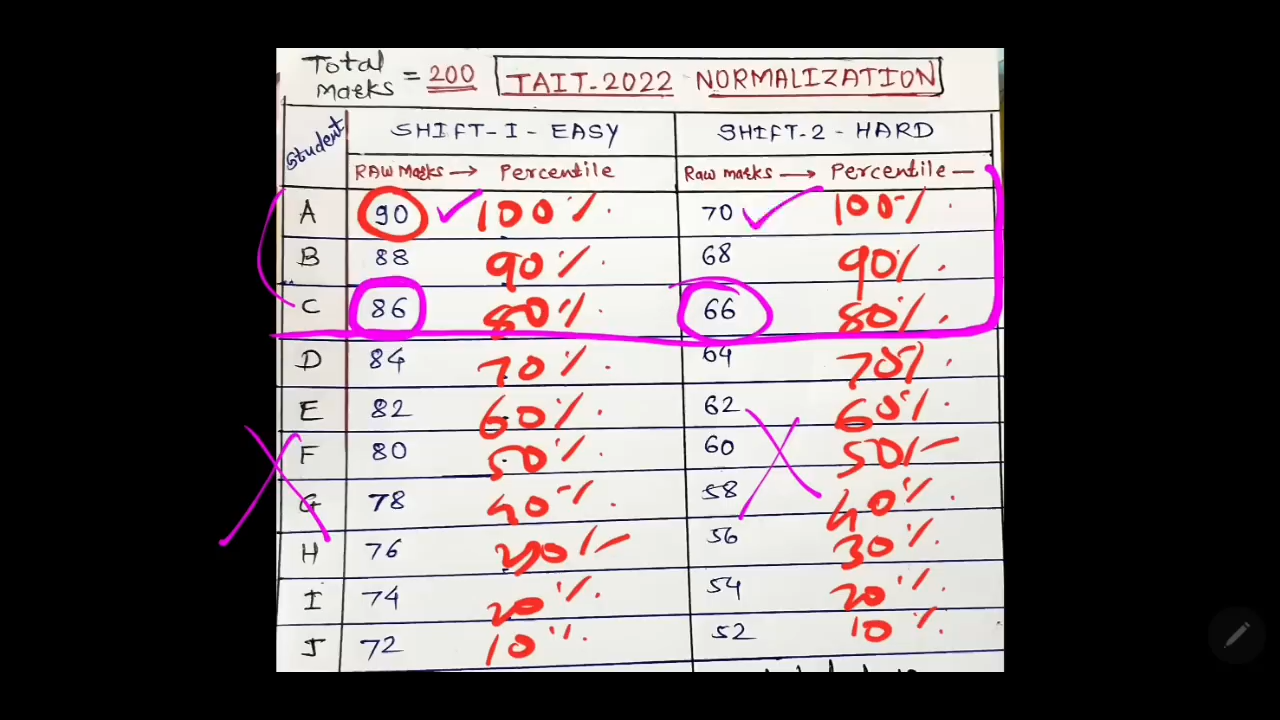 Total Marks = 200 TAIT-2022 NORMALIZATION
Student SHIFT-I-EASY SHIFT-2-HARD
RAW Marks → Percentile Raw marks → Percentile
A 90 100% 70 100%
B 88 90% 68 90%
C 86 80% 66 80%
D 84 70% 64 70%
E 82 60% 62 60%
F 80 50% 60 50%
G 78 40% 58 40%
H 76 30% 56 30%
I 74 20% 54 20%
J 72 10% 52 10%